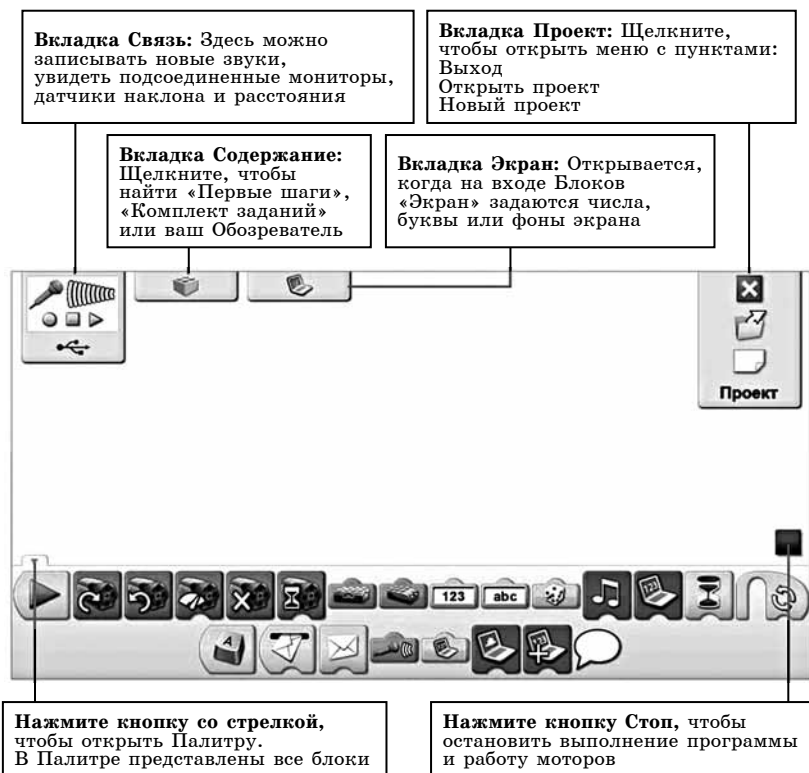 Вкладка Связь: Здесь можно
записывать новые звуки,
увидеть подсоединенные мониторы,
датчики наклона и расстояния
Вкладка Проект: Щелкните,
чтобы открыть меню с пунктами:
Выход
Открыть проект
Новый проект
Вкладка Содержание:
Щелкните, чтобы
найти «Первые шаги»,
«Комплект заданий»
или ваш Обозреватель
Вкладка Экран: Открывается,
когда на входе Блоков
«Экран» задаются числа,
буквы или фоны экрана
Проект
123
abc
123
A
123
Нажмите кнопку со стрелкой,
чтобы открыть Палитру.
В Палитре представлены все блоки
Нажмите кнопку Стоп, чтобы
остановить выполнение программы
и работу моторов